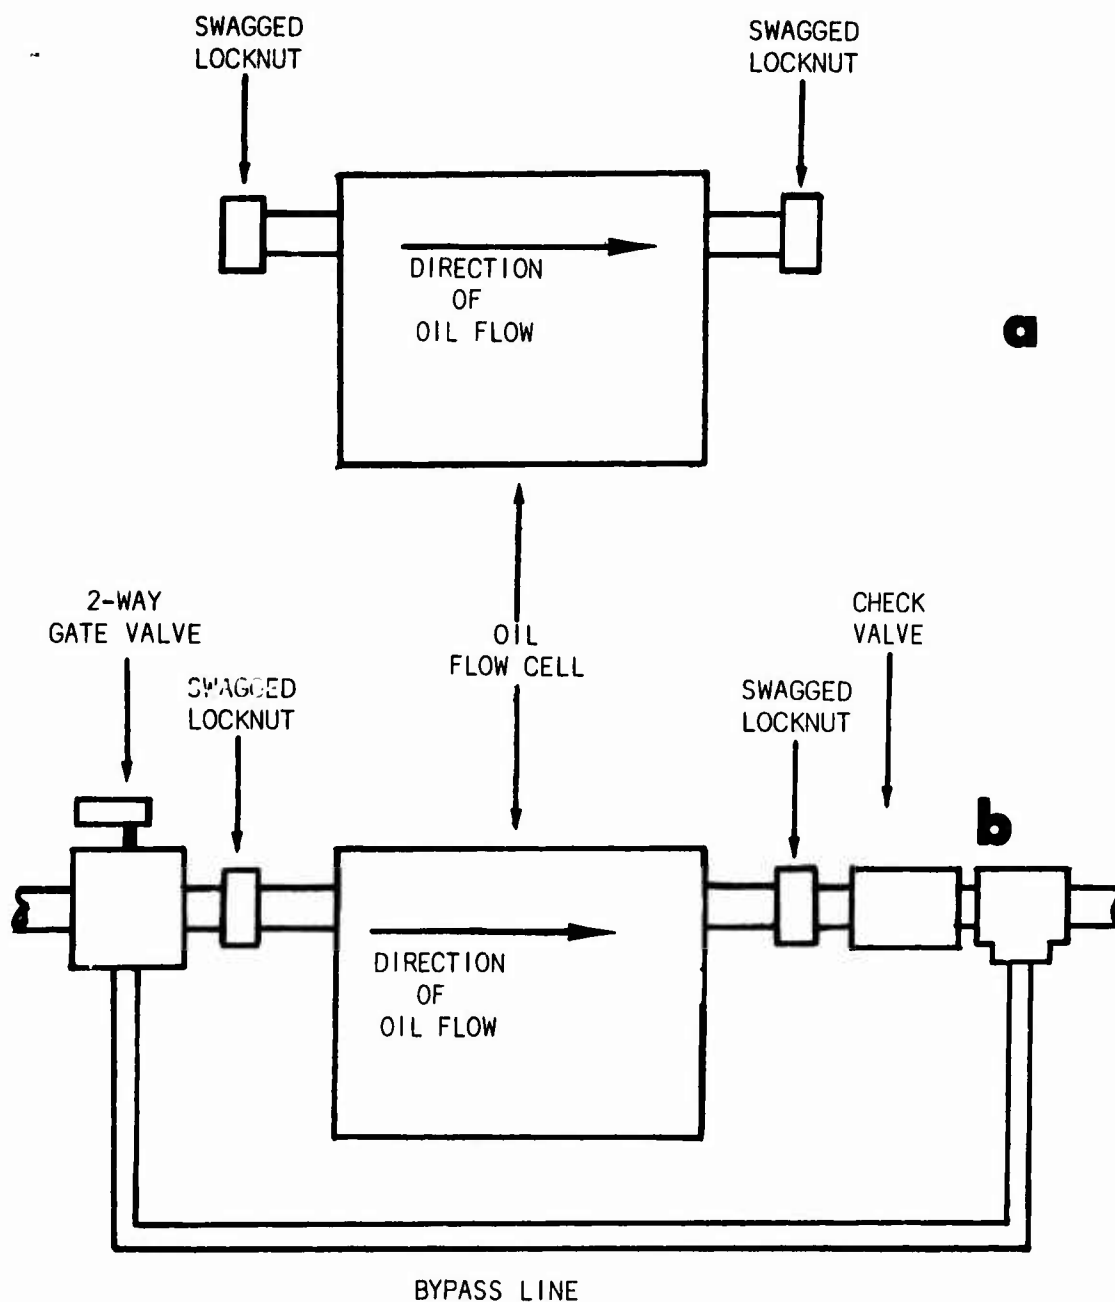 SWAGGED
LOCKNUT
SWAGGED
LOCKNUT
DIRECTION
OF
OIL FLOW
a
2-WAY
GATE VALVE
OIL
FLOW CELL
CHECK
VALVE
SWAGGED
LOCKNUT
SWAGGED
LOCKNUT
b
DIRECTION
OF
OIL FLOW
BYPASS LINE